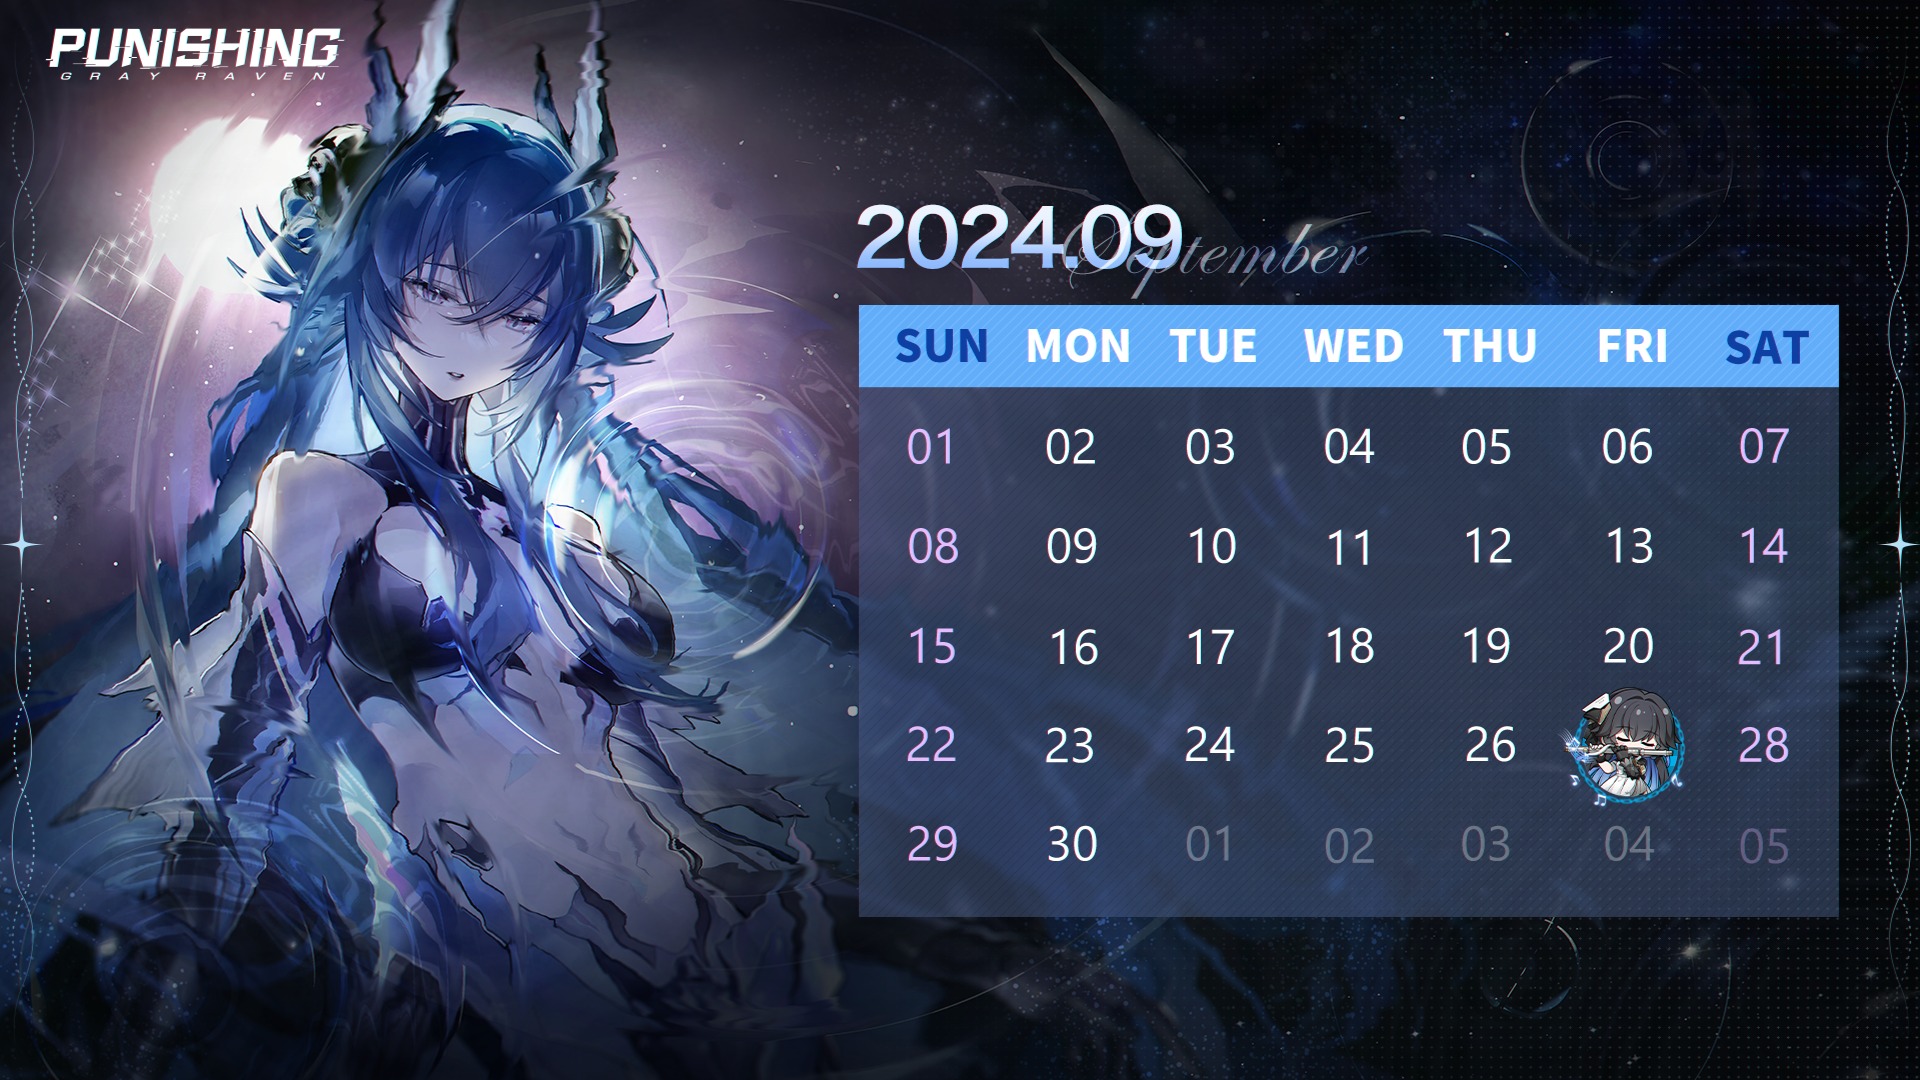 PUNISHING
GRAY RAVEN
2024.09
September
SUN MON TUE WED THU FRI SAT
01 02 03 04 05 06 07
08 09 10 11 12 13 14
15 16 17 18 19 20 21
22 23 24 25 26 28
29 30 01 02 03 04 05